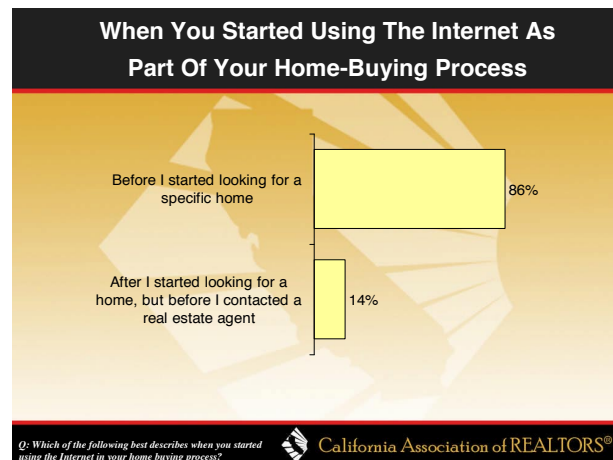 When You Started Using The Internet As
Part Of Your Home-Buying Process
Before I started looking for a
specific home
86%
After I started looking for a
home, but before I contacted a
real estate agent
14%
Q: Which of the following best describes when you started
using the Internet in your home buying process?
California Association of REALTORS®